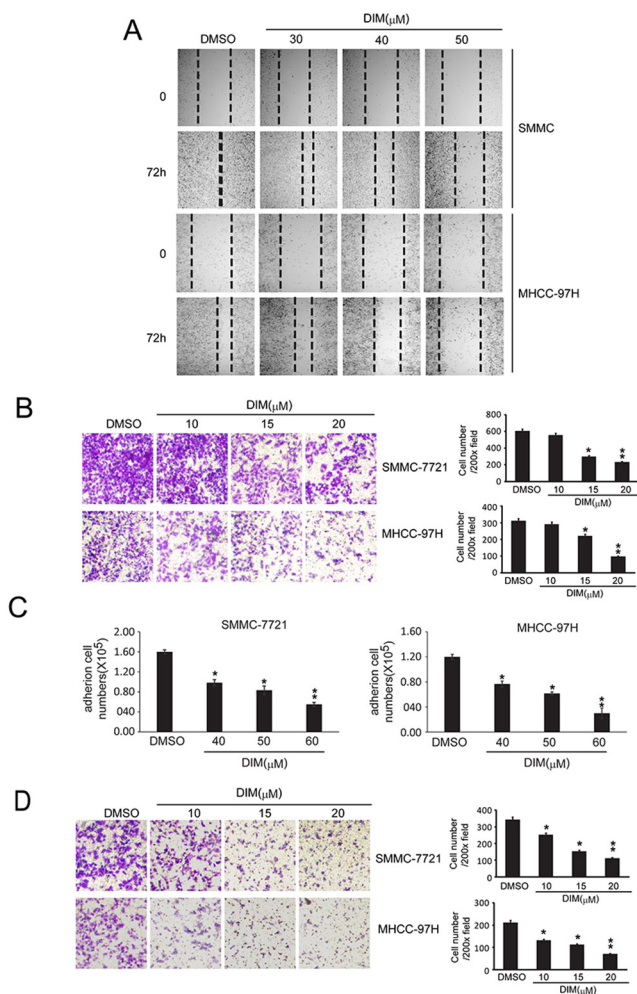 A
DMSO
DIM(μM)
30 40 50
0
72h
SMMC
0
72h
MHCC-97H
B
DMSO
DIM(μM)
10 15 20
SMMC-7721
MHCC-97H
Cell number
/200x field
800
600
400
200
0
*
**
DMSO 10 15 20
DIM(μM)
Cell number
/200x field
400
300
200
100
0
*
**
DMSO 10 15 20
DIM(μM)
C
SMMC-7721
adherion cell
numbers(X10⁵)
2.00
1.60
1.20
0.80
0.40
0.00
* * **
DMSO 40 50 60
DIM(μM)
MHCC-97H
adherion cell
numbers(X10⁵)
1.60
1.20
0.80
0.40
0.00
* * **
DMSO 40 50 60
DIM(μM)
D
DMSO
DIM(μM)
10 15 20
SMMC-7721
MHCC-97H
Cell number
/200x field
400
300
200
100
0
* * **
DMSO 10 15 20
DIM(μM)
Cell number
/200x field
300
200
100
0
* * **
DMSO 10 15 20
DIM(μM)